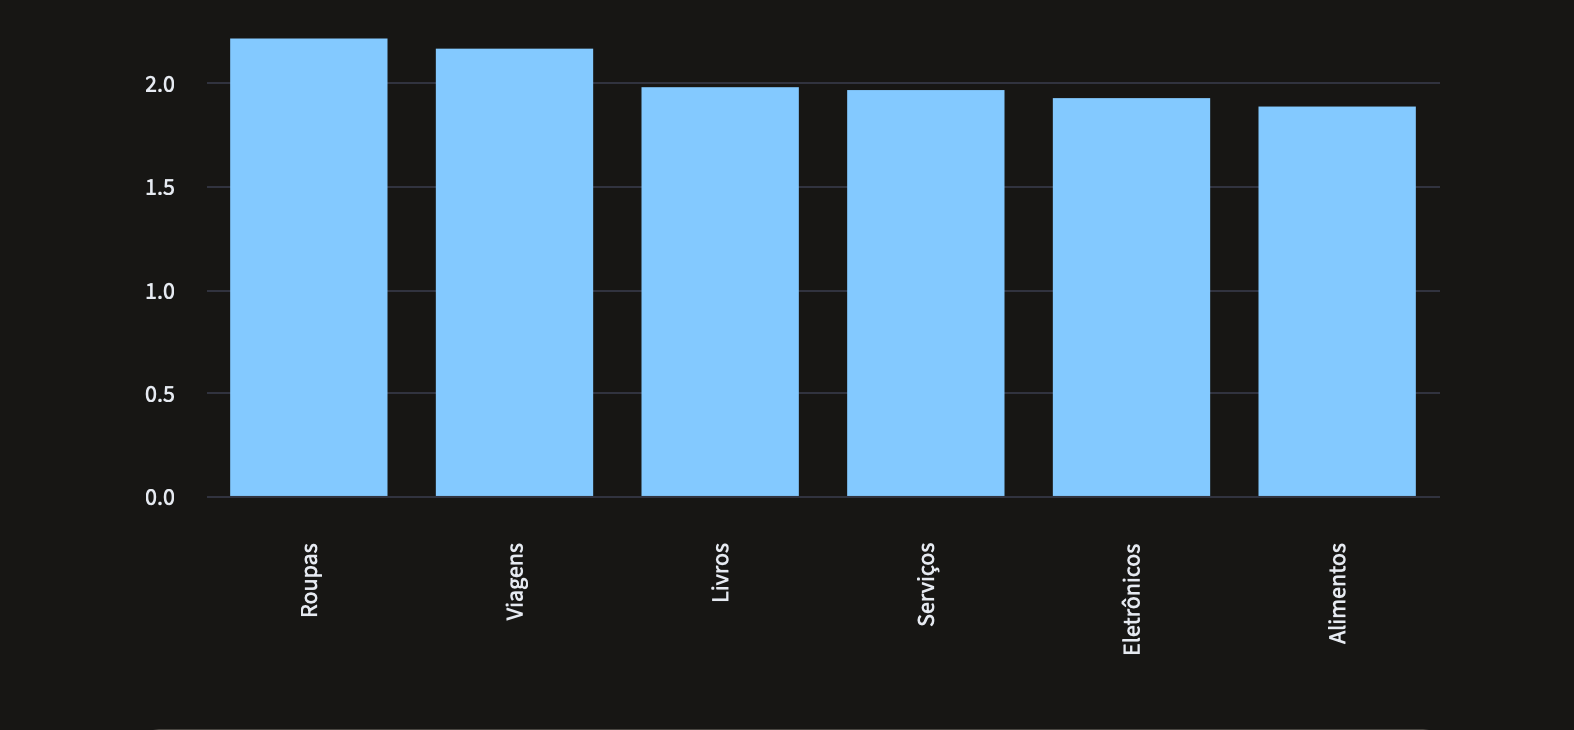 2.0
1.5
1.0
0.5
0.0
Roupas
Viagens
Livros
Serviços
Eletrônicos
Alimentos